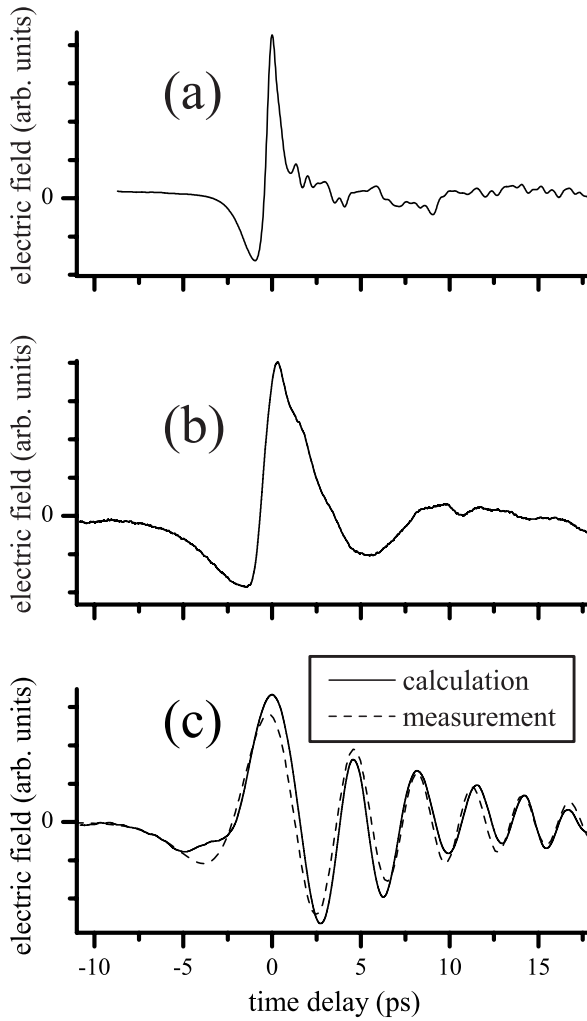 electric field (arb. units)
0
(a)
electric field (arb. units)
0
(b)
electric field (arb. units)
0
(c)
calculation
measurement
-10 -5 0 5 10 15
time delay (ps)